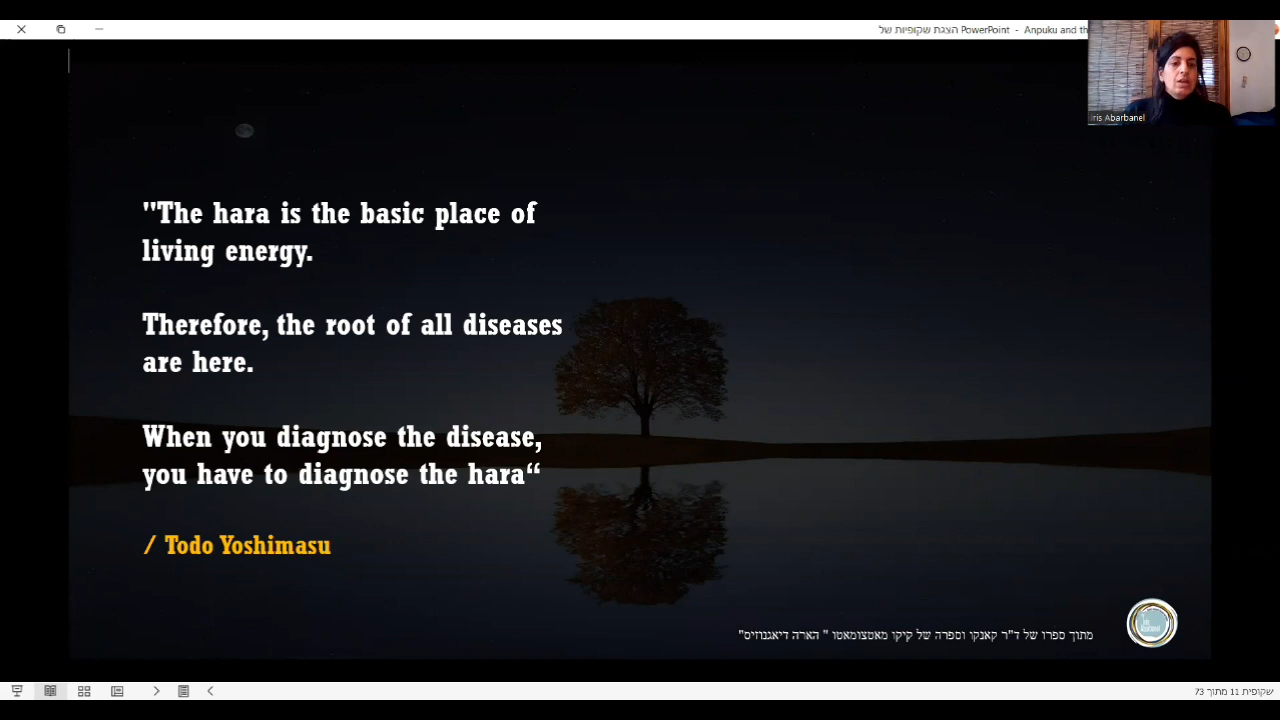 הצגת שקופיות של PowerPoint - Anpuku and th
Iris Abarbanel
"The hara is the basic place of
living energy.
Therefore, the root of all diseases
are here.
When you diagnose the disease,
you have to diagnose the hara“
/ Todo Yoshimasu
Iris
Abarbanel
מתוך ספרו של ד"ר קאנקו וספרה של קיקו מאטצומאטו " הארה דיאגנוזיס"
שקופית 11 מתוך 73